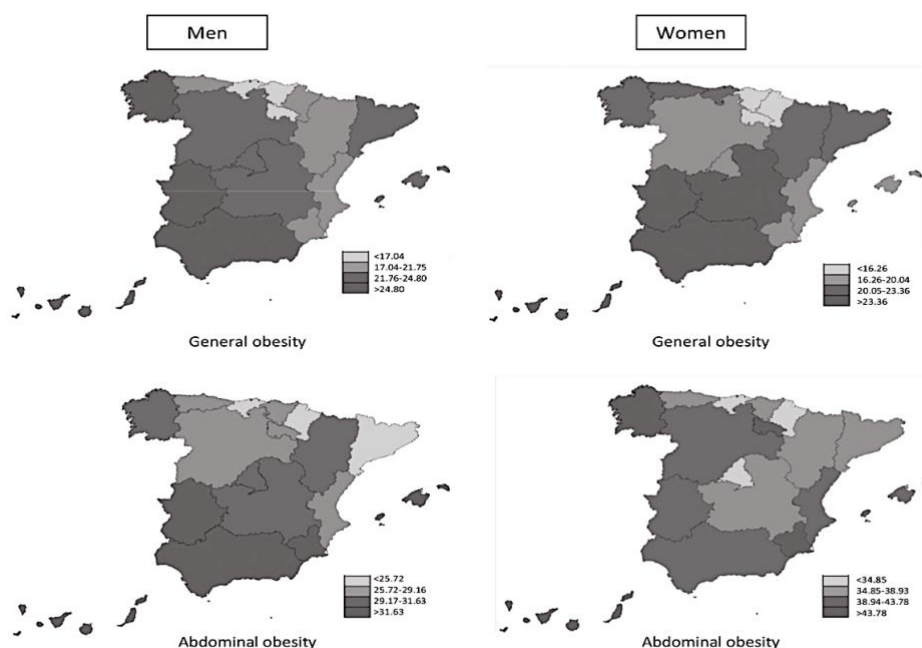 Men
Women
<17.04
17.04-21.75
21.76-24.80
>24.80
General obesity
<16.26
16.26-20.04
20.05-23.36
>23.36
General obesity
<25.72
25.72-29.16
29.17-31.63
>31.63
Abdominal obesity
<34.85
34.85-38.93
38.94-43.78
>43.78
Abdominal obesity